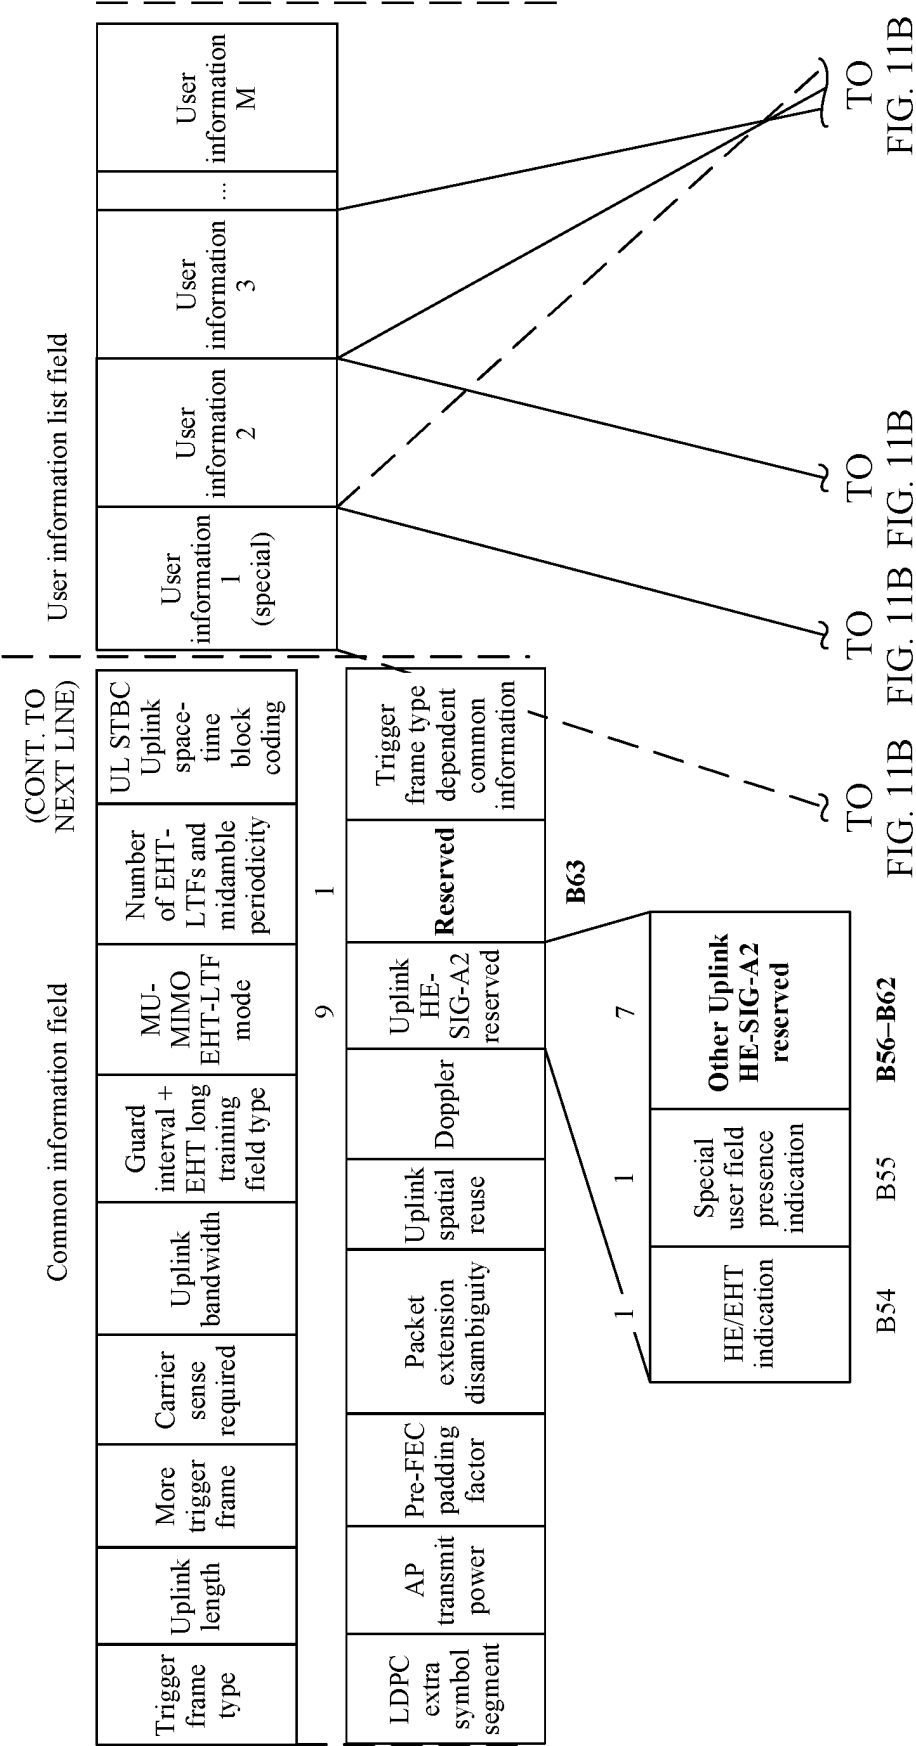 Common information field
(CONT. TO
NEXT LINE)
User information list field
Trigger
frame
type
Uplink
length
More
trigger
frame
Carrier
sense
required
Uplink
bandwidth
Guard
interval +
EHT long
training
field type
MU-
MIMO
EHT-LTF
mode
Number
of EHT-
LTFs and
midamble
periodicity
UL STBC
Uplink
space-
time
block
coding
User
information
1
(special)
User
information
2
User
information
3
...
User
information
M
9
1
LDPC
extra
symbol
segment
AP
transmit
power
Pre-FEC
padding
factor
Packet
extension
disambiguity
Uplink
spatial
reuse
Doppler
Uplink
HE-
SIG-A2
reserved
Reserved
Trigger
frame type
dependent
common
information
B63
1
1
7
HE/EHT
indication
Special
user field
presence
indication
Other Uplink
HE-SIG-A2
reserved
B54
B55
B56–B62
TO
FIG. 11B
TO
FIG. 11B
TO
FIG. 11B
TO
FIG. 11B